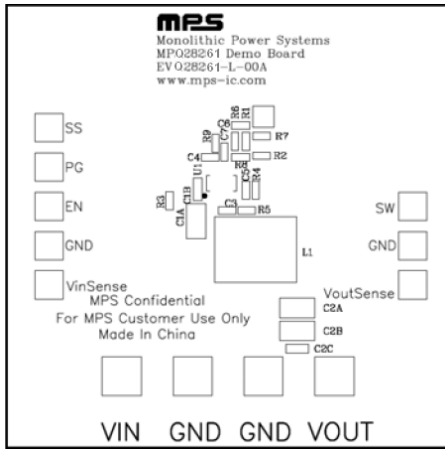 MPS
Monolithic Power Systems
MPQ28261 Demo Board
EVQ28261-L-00A
www.mps-ic.com
C6
R6
R1
R7
R9
C7
C4
R8
R2
SS
PG
EN
GND
VinSense
U1
C1B
C1A
R3
C5
R4
C3
R5
L1
SW
GND
VoutSense
MPS Confidential
For MPS Customer Use Only
Made In China
C2A
C2B
C2C
VIN
GND
GND
VOUT